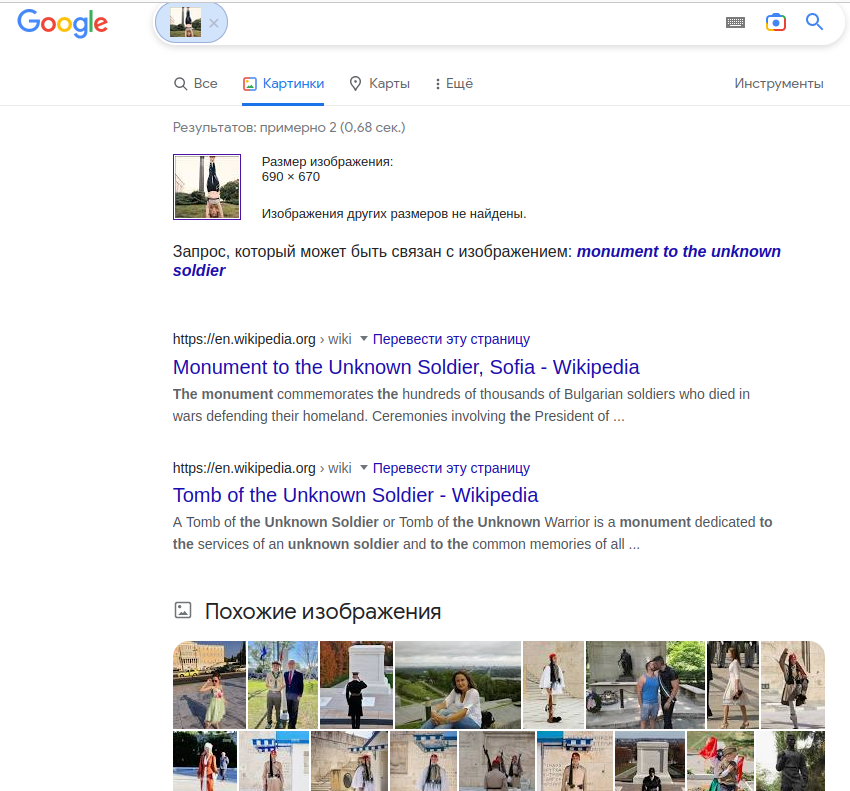 Google
Все Картинки Карты Ещё Инструменты
Результатов: примерно 2 (0,68 сек.)
Размер изображения:
690 × 670
Изображения других размеров не найдены.
Запрос, который может быть связан с изображением: monument to the unknown
soldier
https://en.wikipedia.org › wiki Перевести эту страницу
Monument to the Unknown Soldier, Sofia - Wikipedia
The monument commemorates the hundreds of thousands of Bulgarian soldiers who died in
wars defending their homeland. Ceremonies involving the President of ...
https://en.wikipedia.org › wiki Перевести эту страницу
Tomb of the Unknown Soldier - Wikipedia
A Tomb of the Unknown Soldier or Tomb of the Unknown Warrior is a monument dedicated to
the services of an unknown soldier and to the common memories of all ...
Похожие изображения